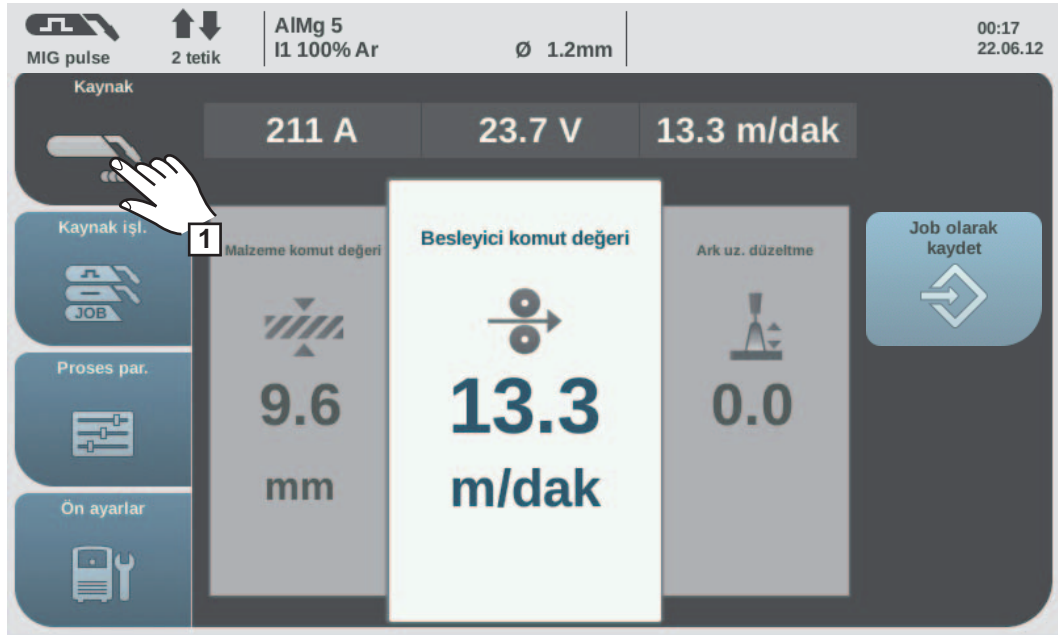 MIG pulse
2 tetik
AlMg 5
I1 100% Ar
Ø 1.2mm
00:17
22.06.12
Kaynak
211 A
23.7 V
13.3 m/dak
1
Kaynak işl.
JOB
Proses par.
Ön ayarlar
Malzeme komut değeri
9.6
mm
Besleyici komut değeri
13.3
m/dak
Ark uz. düzeltme
0.0
Job olarak
kaydet